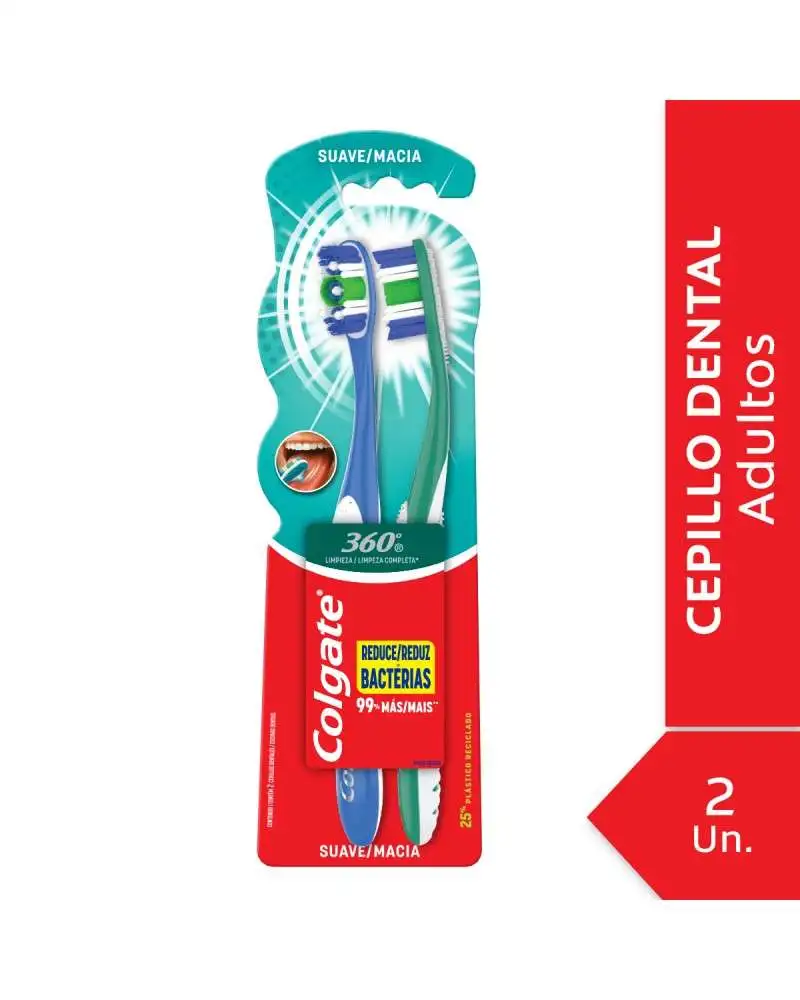 SUAVE/MACIA
360°®
LIMPIEZA / LIMPEZA COMPLETA*
Colgate®
REDUCE/REDUZ
BACTÉRIAS
99% MÁS/MAIS**
25% PLÁSTICO RECICLADO
SUAVE/MACIA
CEPILLO DENTAL
Adultos
2
Un.